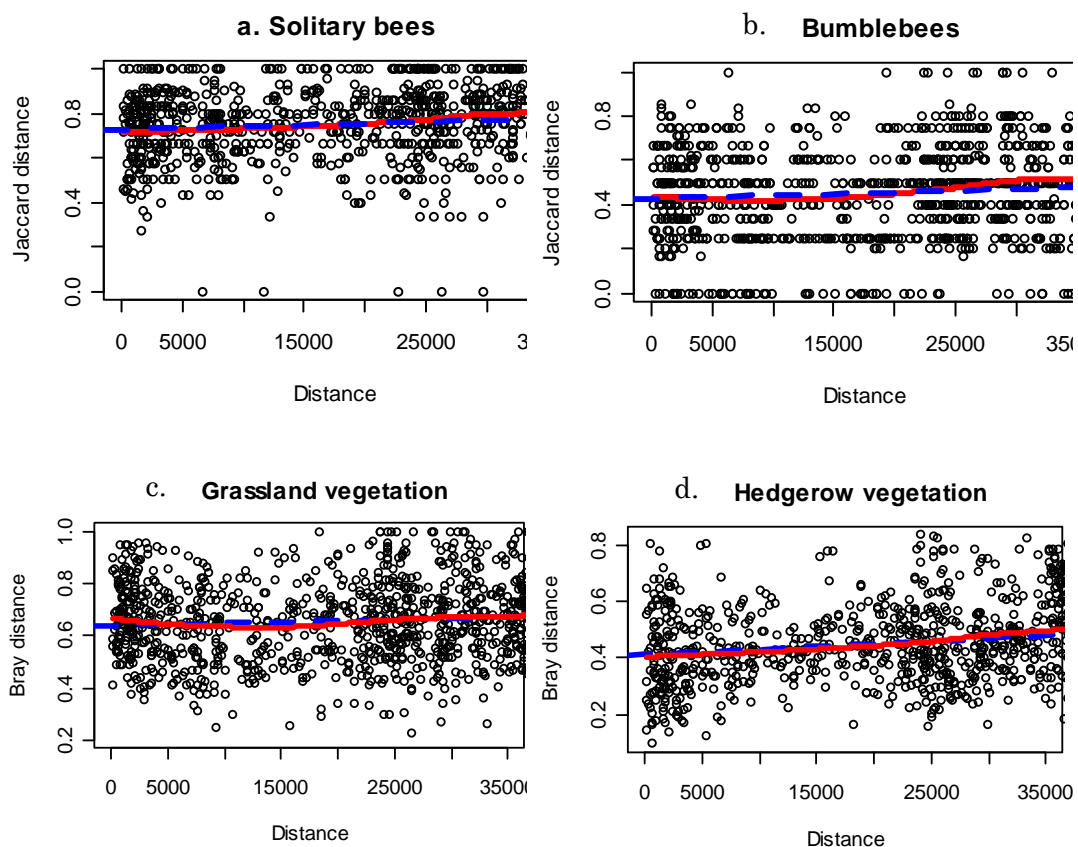 a. Solitary bees
Jaccard distance
0.0 0.4 0.8
0 5000 15000 25000 3
Distance
b. Bumblebees
Jaccard distance
0.0 0.4 0.8
0 5000 15000 25000 3500
Distance
c. Grassland vegetation
Bray distance
0.2 0.4 0.6 0.8 1.0
0 5000 15000 25000 35000
Distance
d. Hedgerow vegetation
Bray distance
0.2 0.4 0.6 0.8
0 5000 15000 25000 35000
Distance